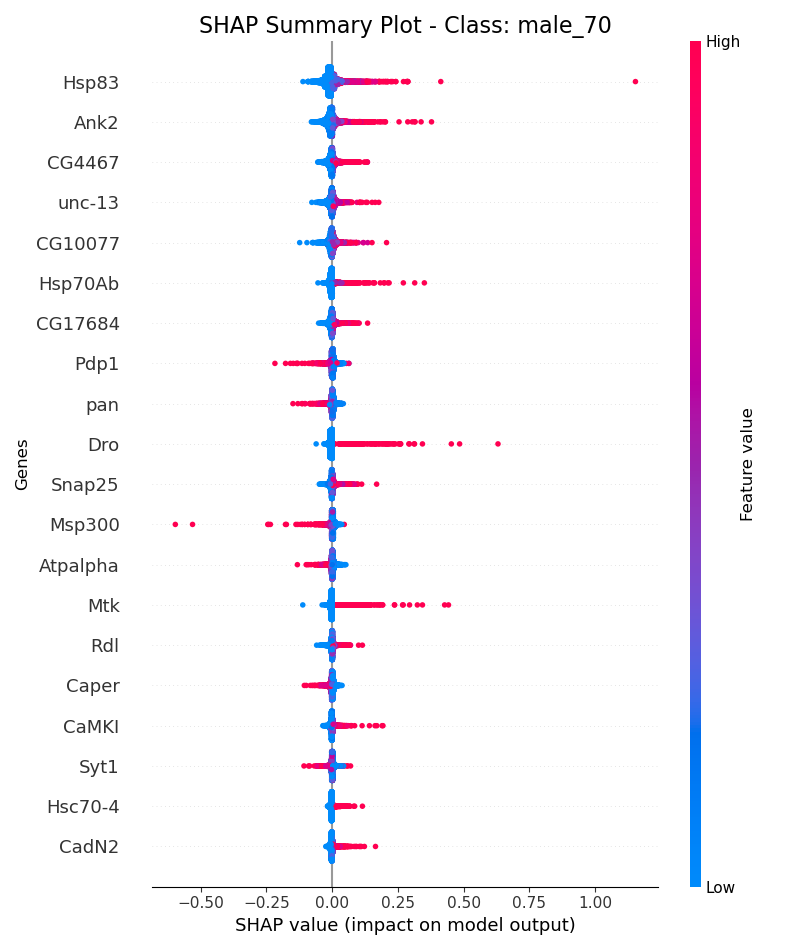 SHAP Summary Plot - Class: male_70
High
Hsp83
Ank2
CG4467
unc-13
CG10077
Hsp70Ab
CG17684
Pdp1
pan
Dro
Snap25
Msp300
Atpalpha
Mtk
Rdl
Caper
CaMKI
Syt1
Hsc70-4
CadN2
Genes
Feature value
Low
−0.50 −0.25 0.00 0.25 0.50 0.75 1.00
SHAP value (impact on model output)